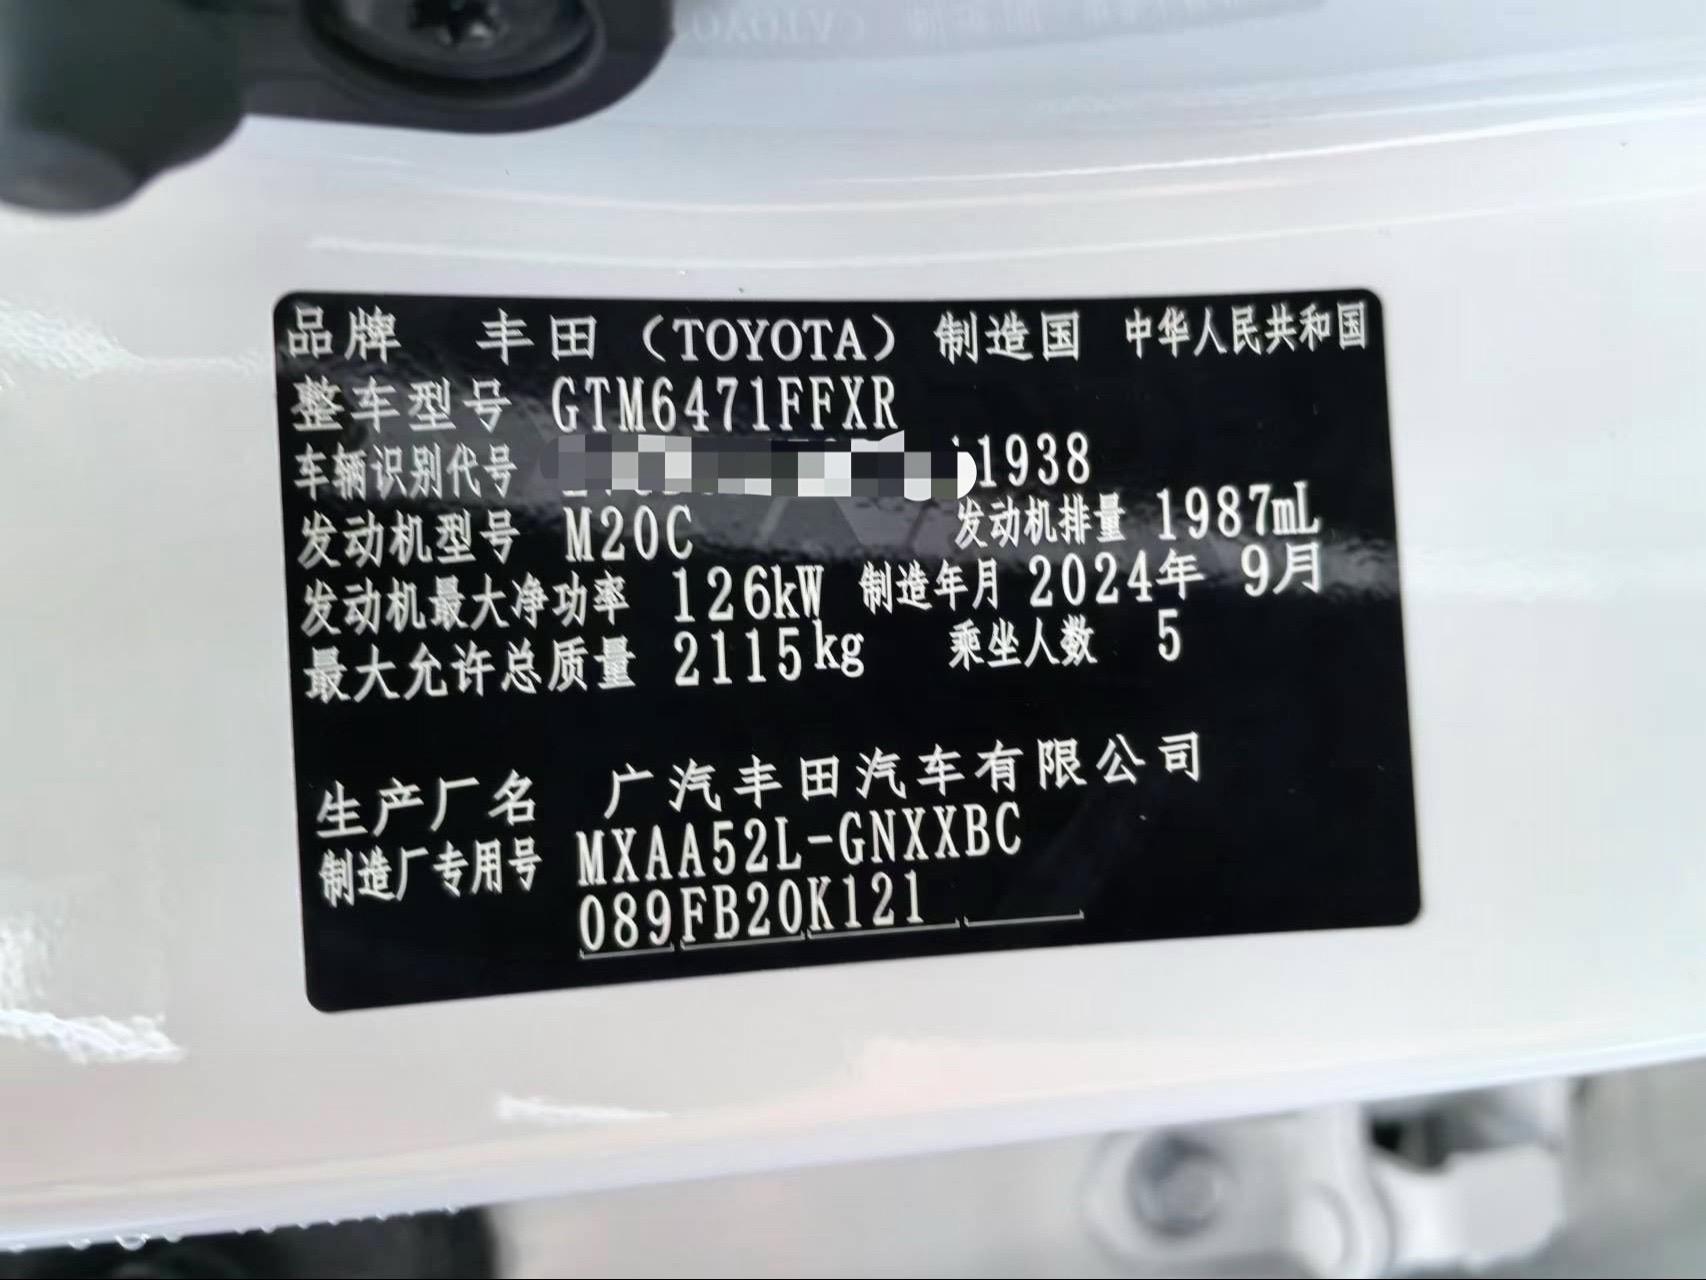 品牌 丰田（TOYOTA） 制造国 中华人民共和国
整车型号 GTM6471FFXR
车辆识别代号 1938
发动机型号 M20C 发动机排量 1987mL
发动机最大净功率 126kW 制造年月 2024年 9月
最大允许总质量 2115kg 乘坐人数 5
生产厂名 广汽丰田汽车有限公司
制造厂专用号 MXAA52L-GNXXBC
089FB20K121